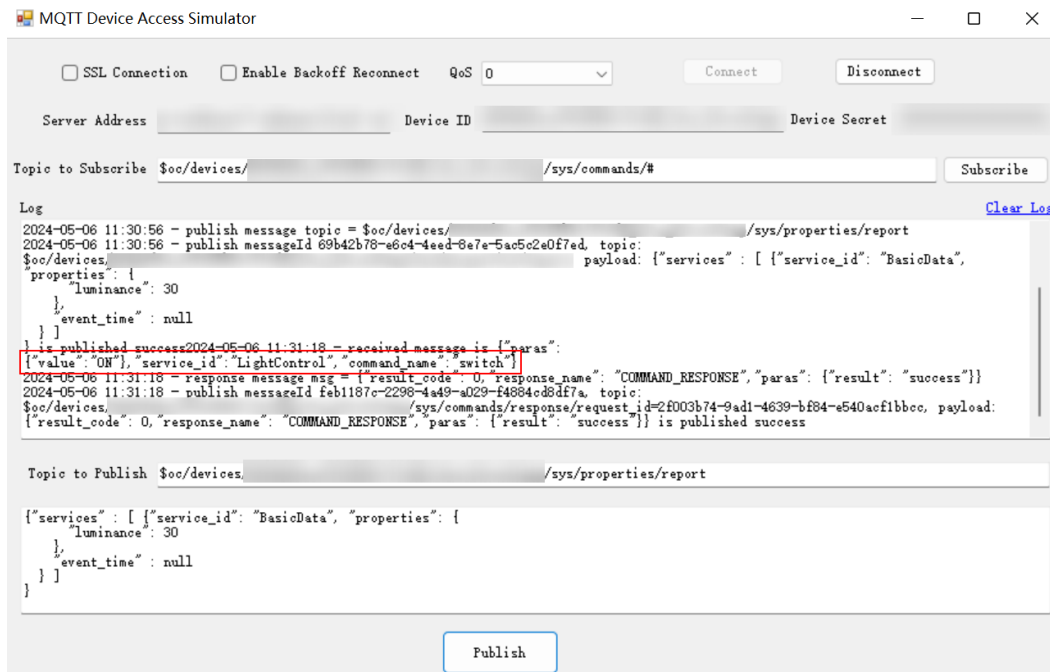 MQTT Device Access Simulator
SSL Connection Enable Backoff Reconnect QoS 0 Connect Disconnect
Server Address Device ID Device Secret
Topic to Subscribe $oc/devices/ /sys/commands/# Subscribe
Log Clear Log
2024-05-06 11:30:56 - publish message topic = $oc/devices/ /sys/properties/report
2024-05-06 11:30:56 - publish messageId 69b42b78-e6c4-4eed-8e7e-5ac5c2e0f7ed, topic:
$oc/devices, payload: {"services" : [ {"service_id": "BasicData",
"properties": {
"luminance": 30
},
"event_time" : null
} ]
} is published success2024-05-06 11:31:18 - received message is {"paras":
{"value":"ON"},"service_id":"LightControl","command_name":"switch"}
2024-05-06 11:31:18 - response message msg = {"result_code": 0,"response_name": "COMMAND_RESPONSE","paras": {"result": "success"}}
2024-05-06 11:31:18 - publish messageId feb1187c-2298-4a49-a029-f4884cd8df7a, topic:
$oc/devices, /sys/commands/response/request_id=2f003b74-9ad1-4639-bf84-e540acf1bbcc, payload:
{"result_code": 0,"response_name": "COMMAND_RESPONSE","paras": {"result": "success"}} is published success
Topic to Publish $oc/devices, /sys/properties/report
{"services" : [ {"service_id": "BasicData", "properties": {
"luminance": 30
},
"event_time" : null
} ]
}
Publish